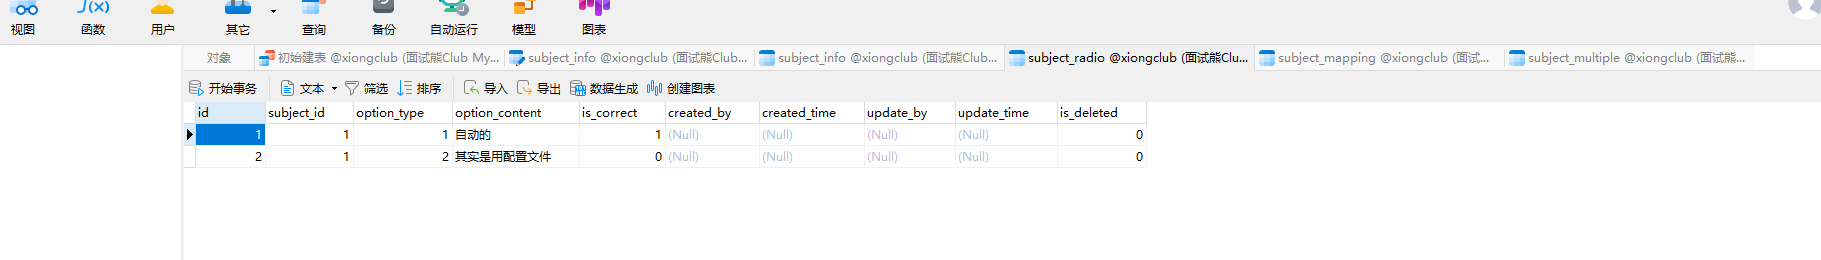 视图 函数 用户 其它 查询 备份 自动运行 模型 图表
对象 初始建表 @xiongclub (面试熊Club My... subject_info @xiongclub (面试熊Club... subject_info @xiongclub (面试熊Club... subject_radio @xiongclub (面试熊Clu... subject_mapping @xiongclub (面试... subject_multiple @xiongclub (面试熊...
开始事务 文本 筛选 排序 导入 导出 数据生成 创建图表
id subject_id option_type option_content is_correct created_by created_time update_by update_time is_deleted
1 1 1 自动的 1 (Null) (Null) (Null) (Null) 0
2 1 2 其实是用配置文件 0 (Null) (Null) (Null) (Null) 0